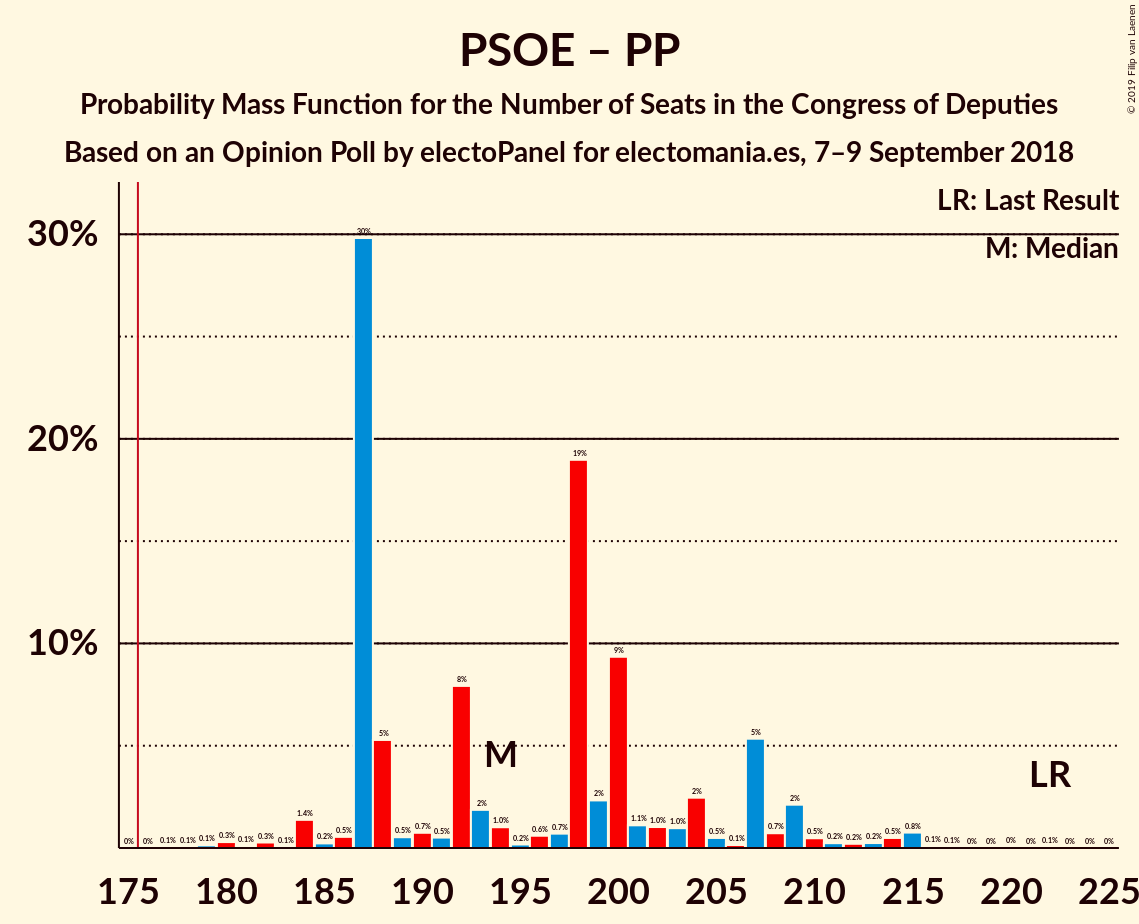 PSOE – PP
Probability Mass Function for the Number of Seats in the Congress of Deputies
Based on an Opinion Poll by electoPanel for electomania.es, 7–9 September 2018
© 2019 Filip van Laenen
LR: Last Result
M: Median
30%
20%
10%
0% 0% 0.1% 0.1% 0.1% 0.3% 0.1% 0.3% 0.1% 1.4% 0.2% 0.5% 30% 5% 0.5% 0.7% 0.5% 8% 2% 1.0% 0.2% 0.6% 0.7% 19% 2% 9% 1.1% 1.0% 1.0% 2% 0.5% 0.1% 5% 0.7% 2% 0.5% 0.2% 0.2% 0.2% 0.5% 0.8% 0.1% 0.1% 0% 0% 0% 0% 0.1% 0% 0% 0%
M
LR
175 180 185 190 195 200 205 210 215 220 225